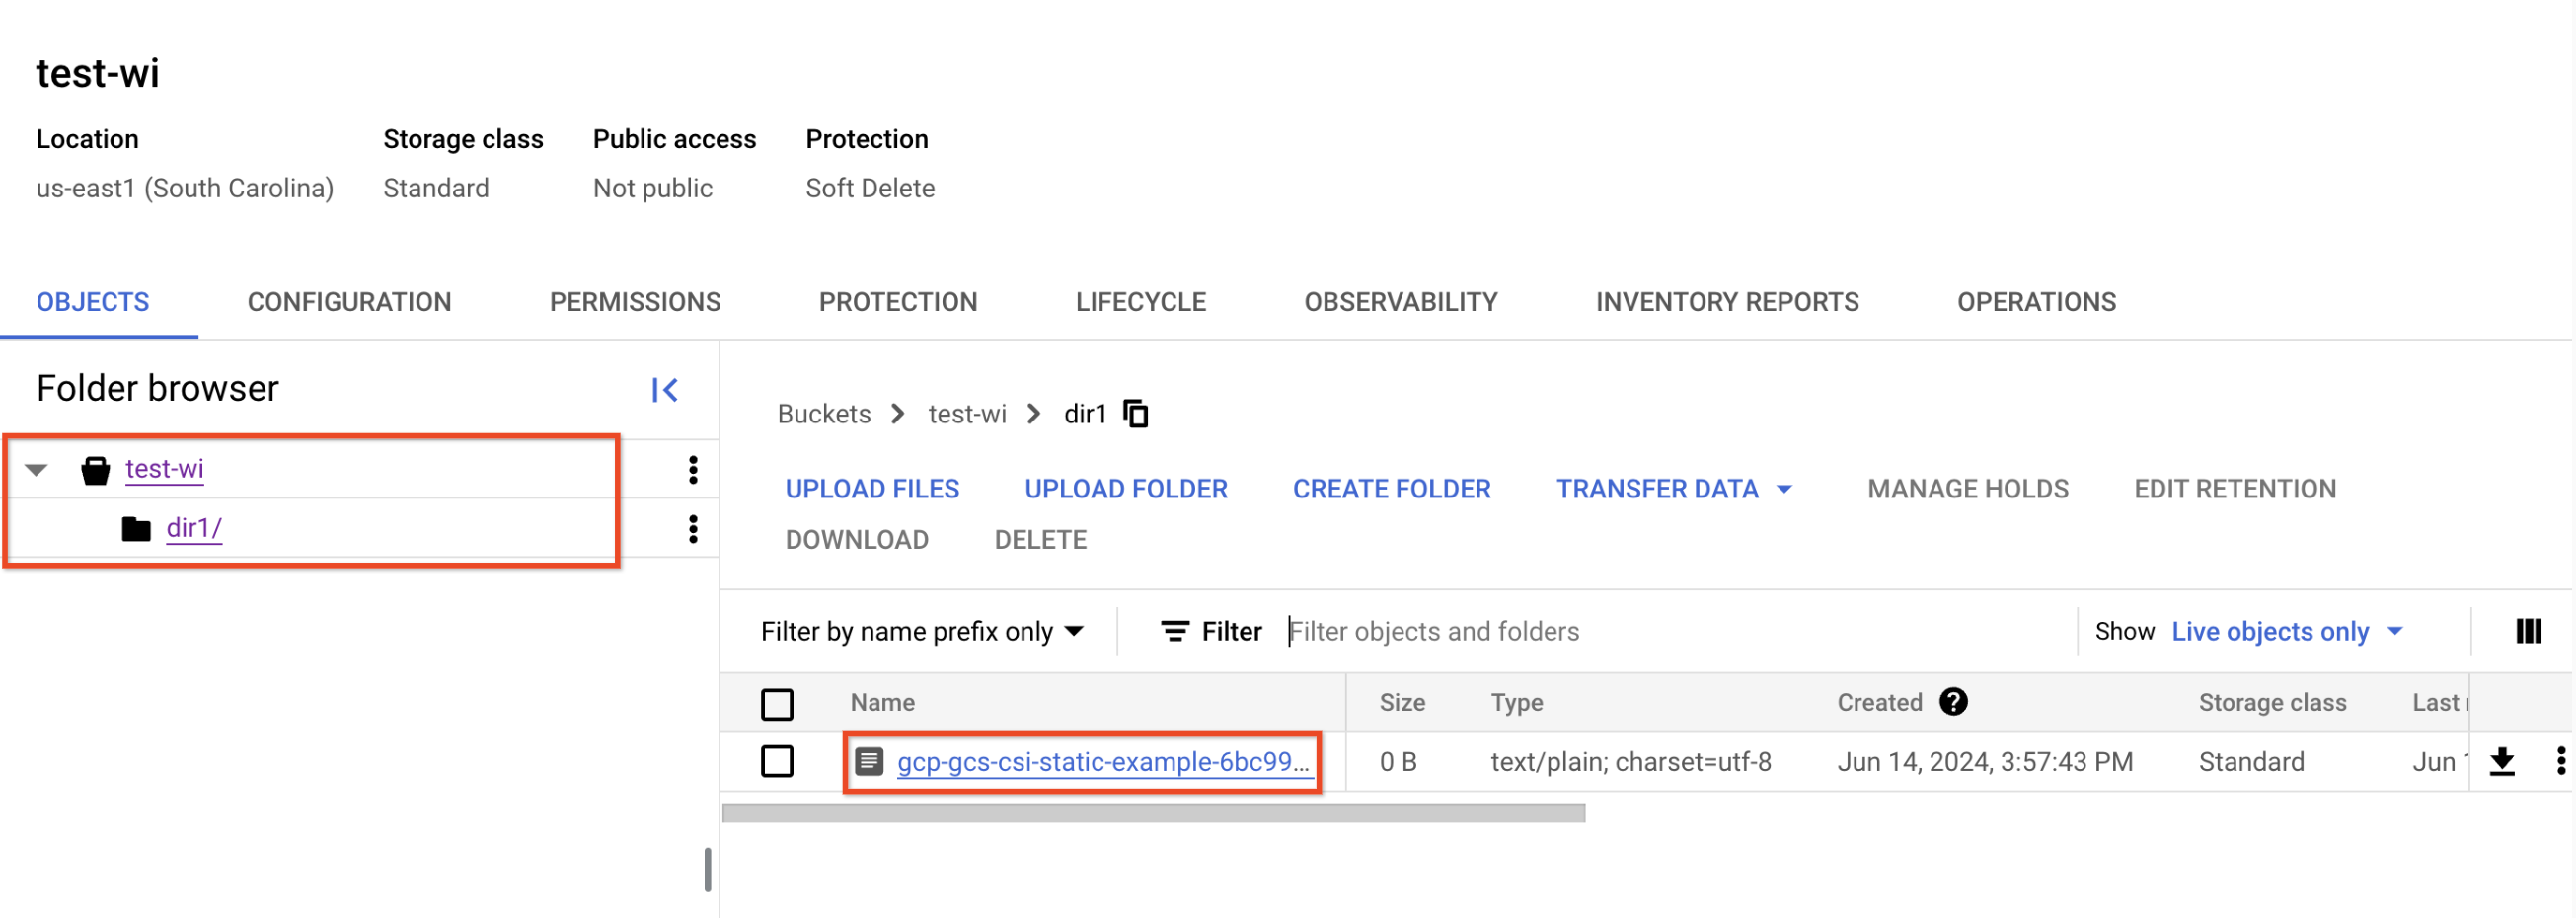 test-wi
Location Storage class Public access Protection
us-east1 (South Carolina) Standard Not public Soft Delete
OBJECTS CONFIGURATION PERMISSIONS PROTECTION LIFECYCLE OBSERVABILITY INVENTORY REPORTS OPERATIONS
Folder browser
test-wi
dir1/
Buckets test-wi dir1
UPLOAD FILES UPLOAD FOLDER CREATE FOLDER TRANSFER DATA MANAGE HOLDS EDIT RETENTION
DOWNLOAD DELETE
Filter by name prefix only Filter Filter objects and folders Show Live objects only
Name Size Type Created Storage class Last
gcp-gcs-csi-static-example-6bc99... 0 B text/plain; charset=utf-8 Jun 14, 2024, 3:57:43 PM Standard Jun